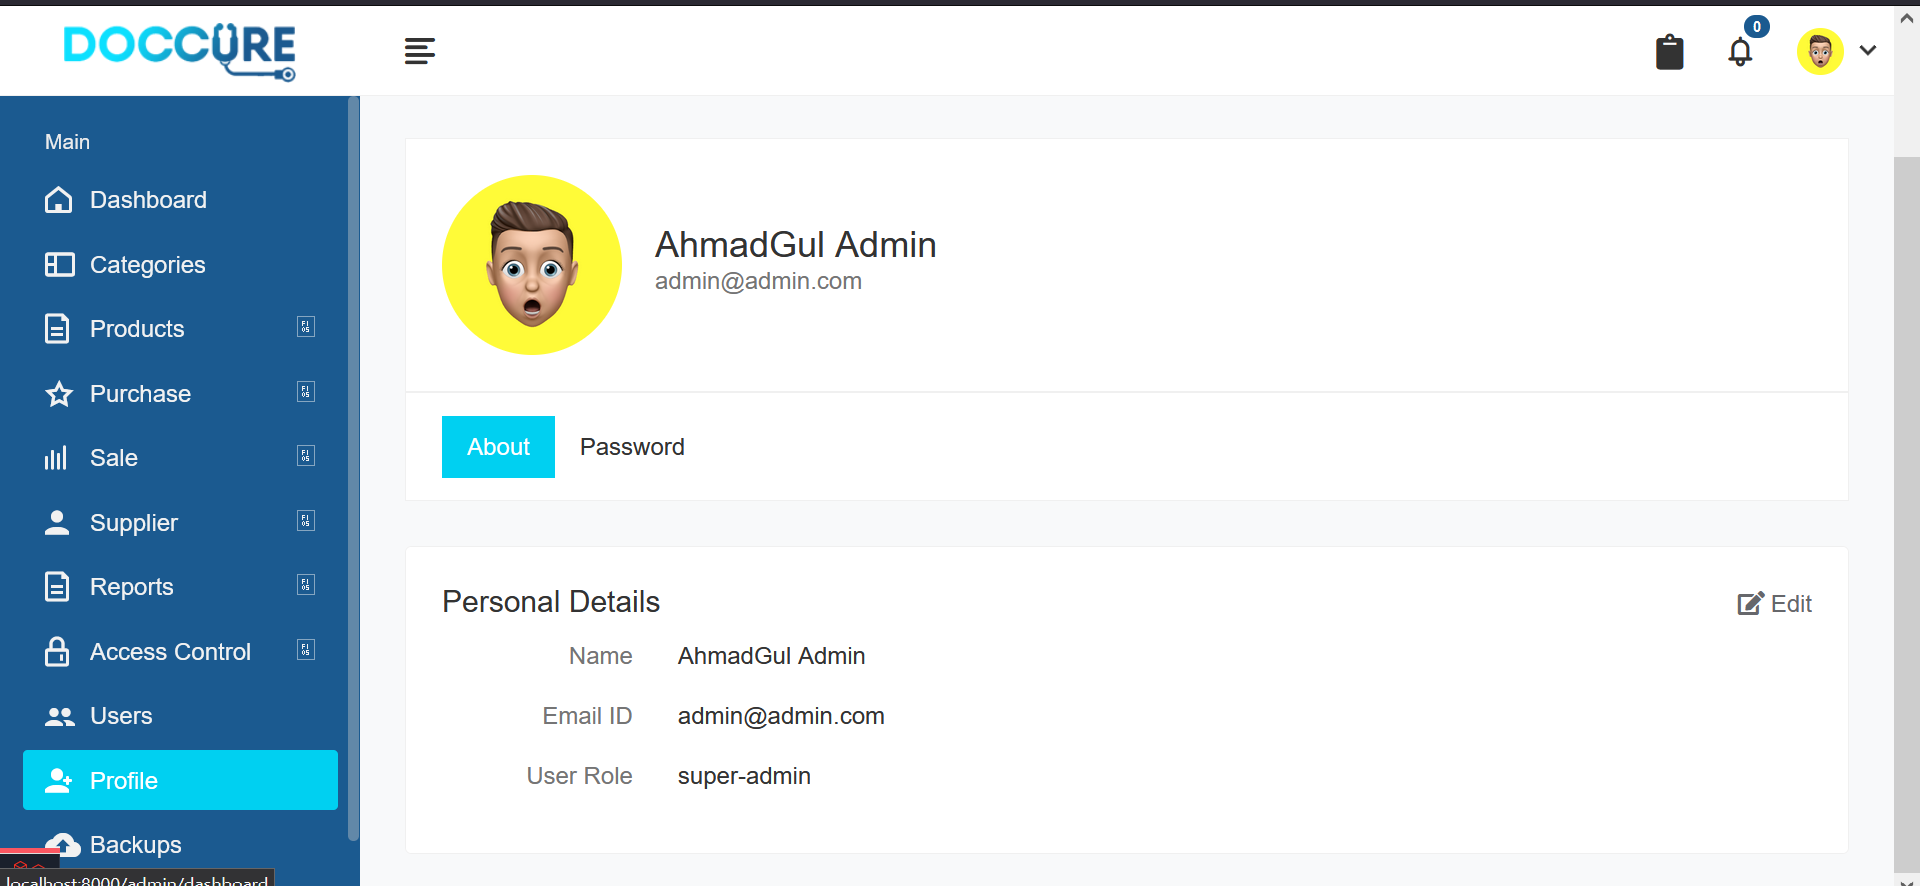 DOCCURE
0
Main
Dashboard
Categories
Products
Purchase
Sale
Supplier
Reports
Access Control
Users
Profile
Backups
localhost:8000/admin/dashboard
AhmadGul Admin
admin@admin.com
About Password
Personal Details
Edit
Name AhmadGul Admin
Email ID admin@admin.com
User Role super-admin